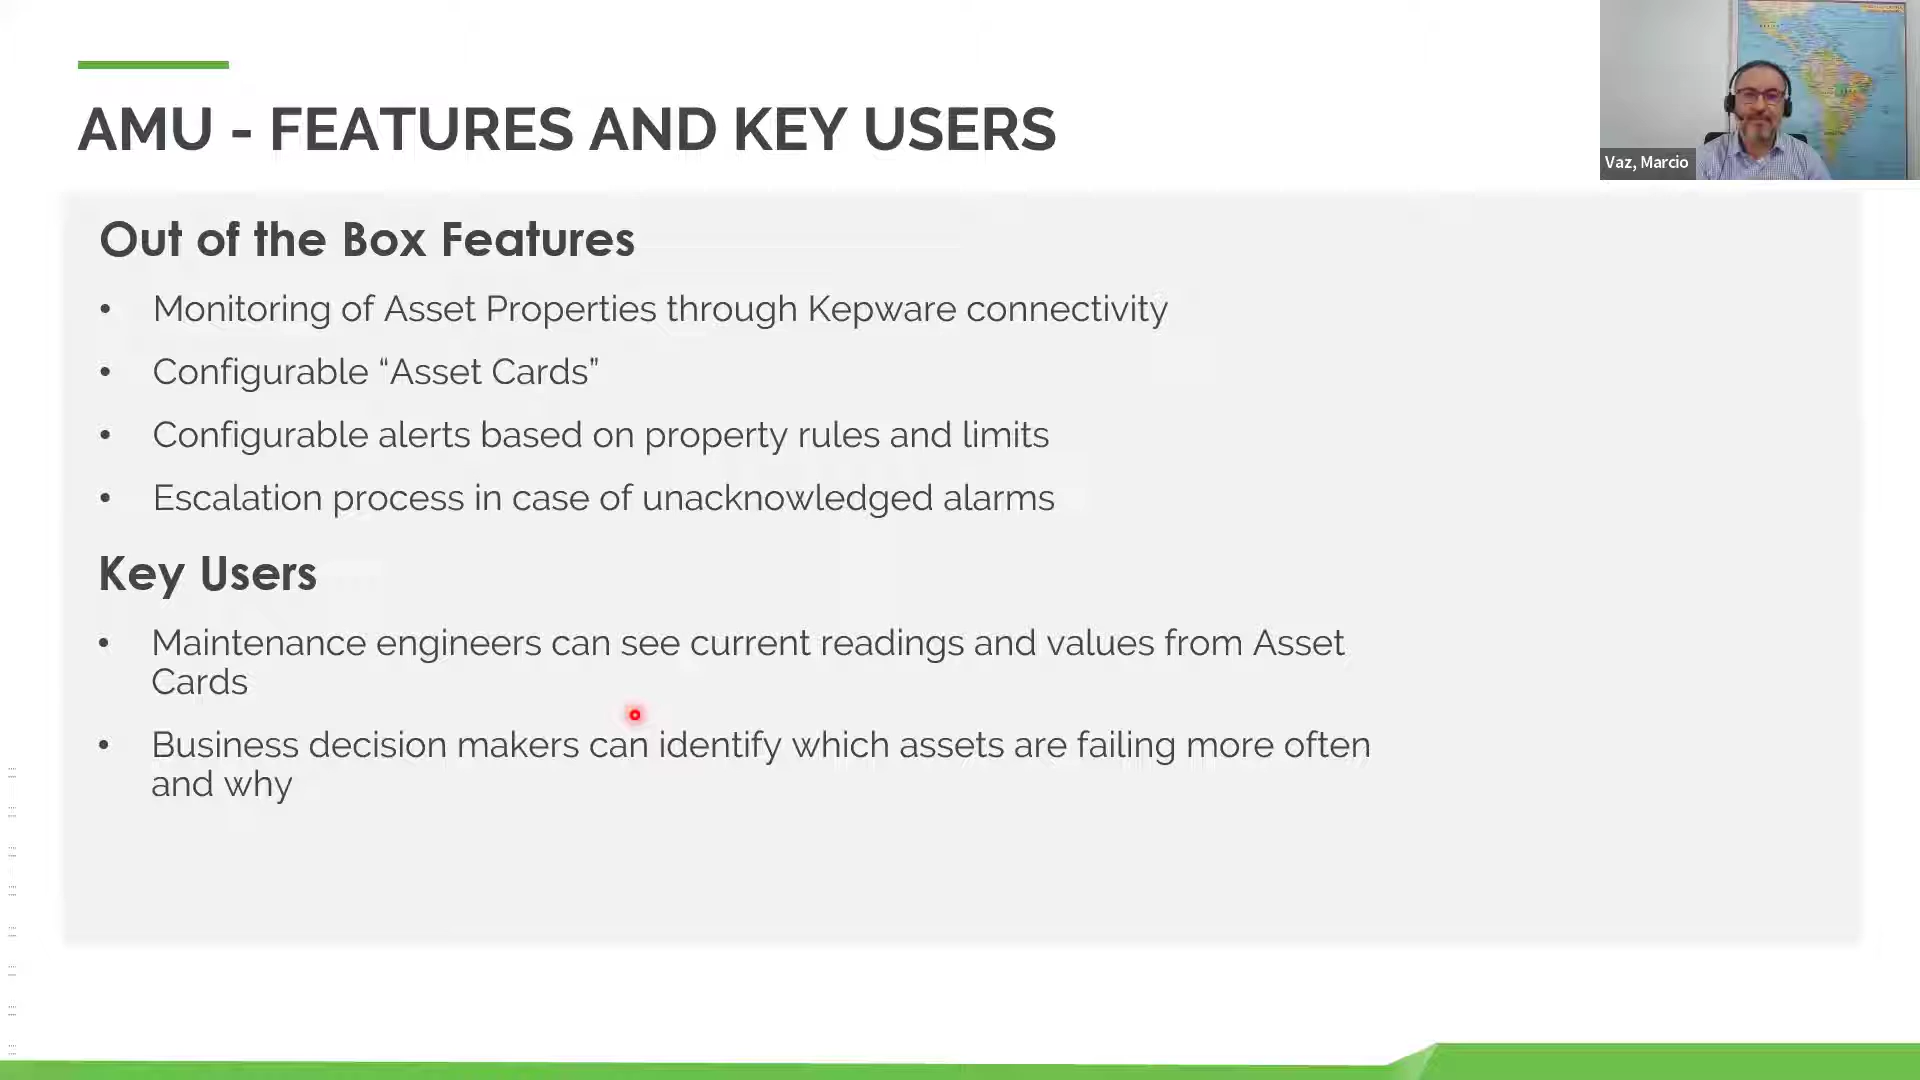 AMU - FEATURES AND KEY USERS
Vaz, Marcio
Out of the Box Features
• Monitoring of Asset Properties through Kepware connectivity
• Configurable “Asset Cards”
• Configurable alerts based on property rules and limits
• Escalation process in case of unacknowledged alarms
Key Users
• Maintenance engineers can see current readings and values from Asset
Cards
• Business decision makers can identify which assets are failing more often
and why